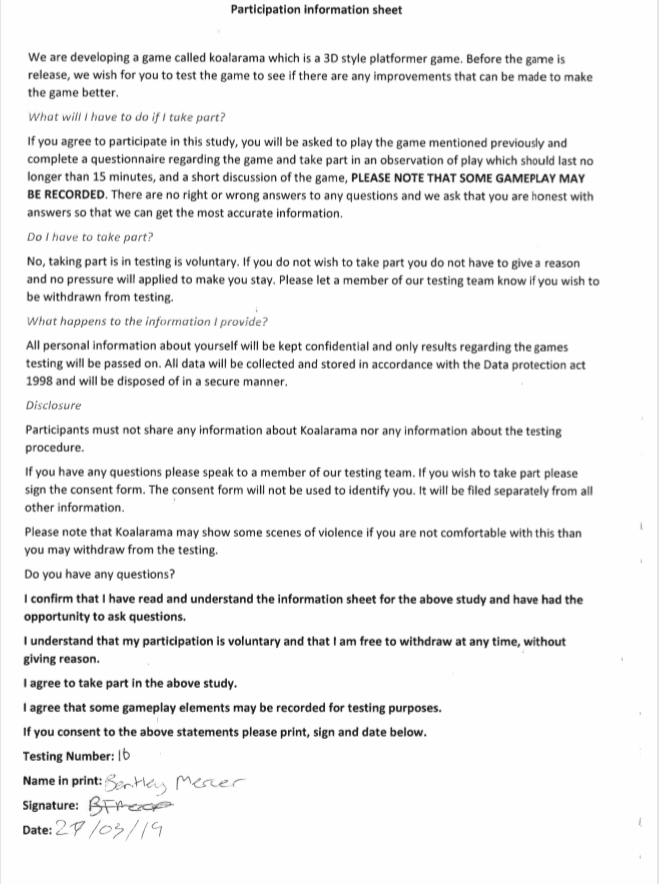 Participation information sheet
We are developing a game called koalarama which is a 3D style platformer game. Before the game is
release, we wish for you to test the game to see if there are any improvements that can be made to make
the game better.
What will I have to do if I take part?
If you agree to participate in this study, you will be asked to play the game mentioned previously and
complete a questionnaire regarding the game and take part in an observation of play which should last no
longer than 15 minutes, and a short discussion of the game, PLEASE NOTE THAT SOME GAMEPLAY MAY
BE RECORDED. There are no right or wrong answers to any questions and we ask that you are honest with
answers so that we can get the most accurate information.
Do I have to take part?
No, taking part is in testing is voluntary. If you do not wish to take part you do not have to give a reason
and no pressure will applied to make you stay. Please let a member of our testing team know if you wish to
be withdrawn from testing.
What happens to the information I provide?
All personal information about yourself will be kept confidential and only results regarding the games
testing will be passed on. All data will be collected and stored in accordance with the Data protection act
1998 and will be disposed of in a secure manner.
Disclosure
Participants must not share any information about Koalarama nor any information about the testing
procedure.
If you have any questions please speak to a member of our testing team. If you wish to take part please
sign the consent form. The consent form will not be used to identify you. It will be filed separately from all
other information.
Please note that Koalarama may show some scenes of violence if you are not comfortable with this than
you may withdraw from the testing.
Do you have any questions?
I confirm that I have read and understand the information sheet for the above study and have had the
opportunity to ask questions.
I understand that my participation is voluntary and that I am free to withdraw at any time, without
giving reason.
I agree to take part in the above study.
I agree that some gameplay elements may be recorded for testing purposes.
If you consent to the above statements please print, sign and date below.
Testing Number: 16
Name in print: Bentley Mercer
Signature:
Date: /03/19